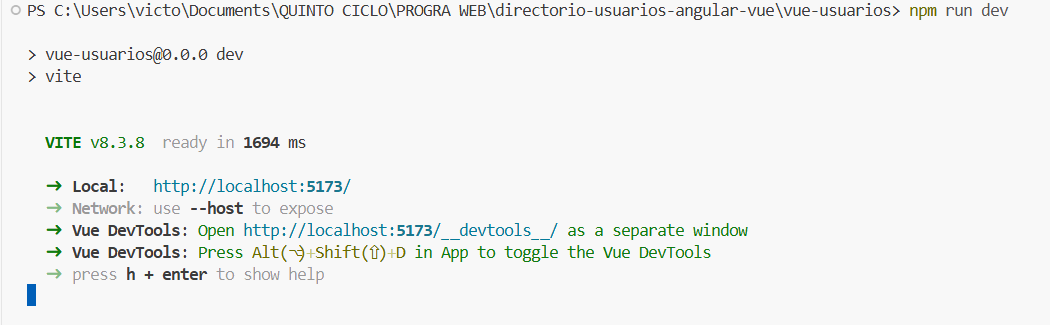 PS C:\Users\victo\Documents\QUINTO CICLO\PROGRA WEB\directorio-usuarios-angular-vue\vue-usuarios> npm run dev
> vue-usuarios@0.0.0 dev
> vite
VITE v8.3.8 ready in 1694 ms
➜ Local: http://localhost:5173/
➜ Network: use --host to expose
➜ Vue DevTools: Open http://localhost:5173/__devtools__/ as a separate window
➜ Vue DevTools: Press Alt(⌥)+Shift(⇧)+D in App to toggle the Vue DevTools
➜ press h + enter to show help